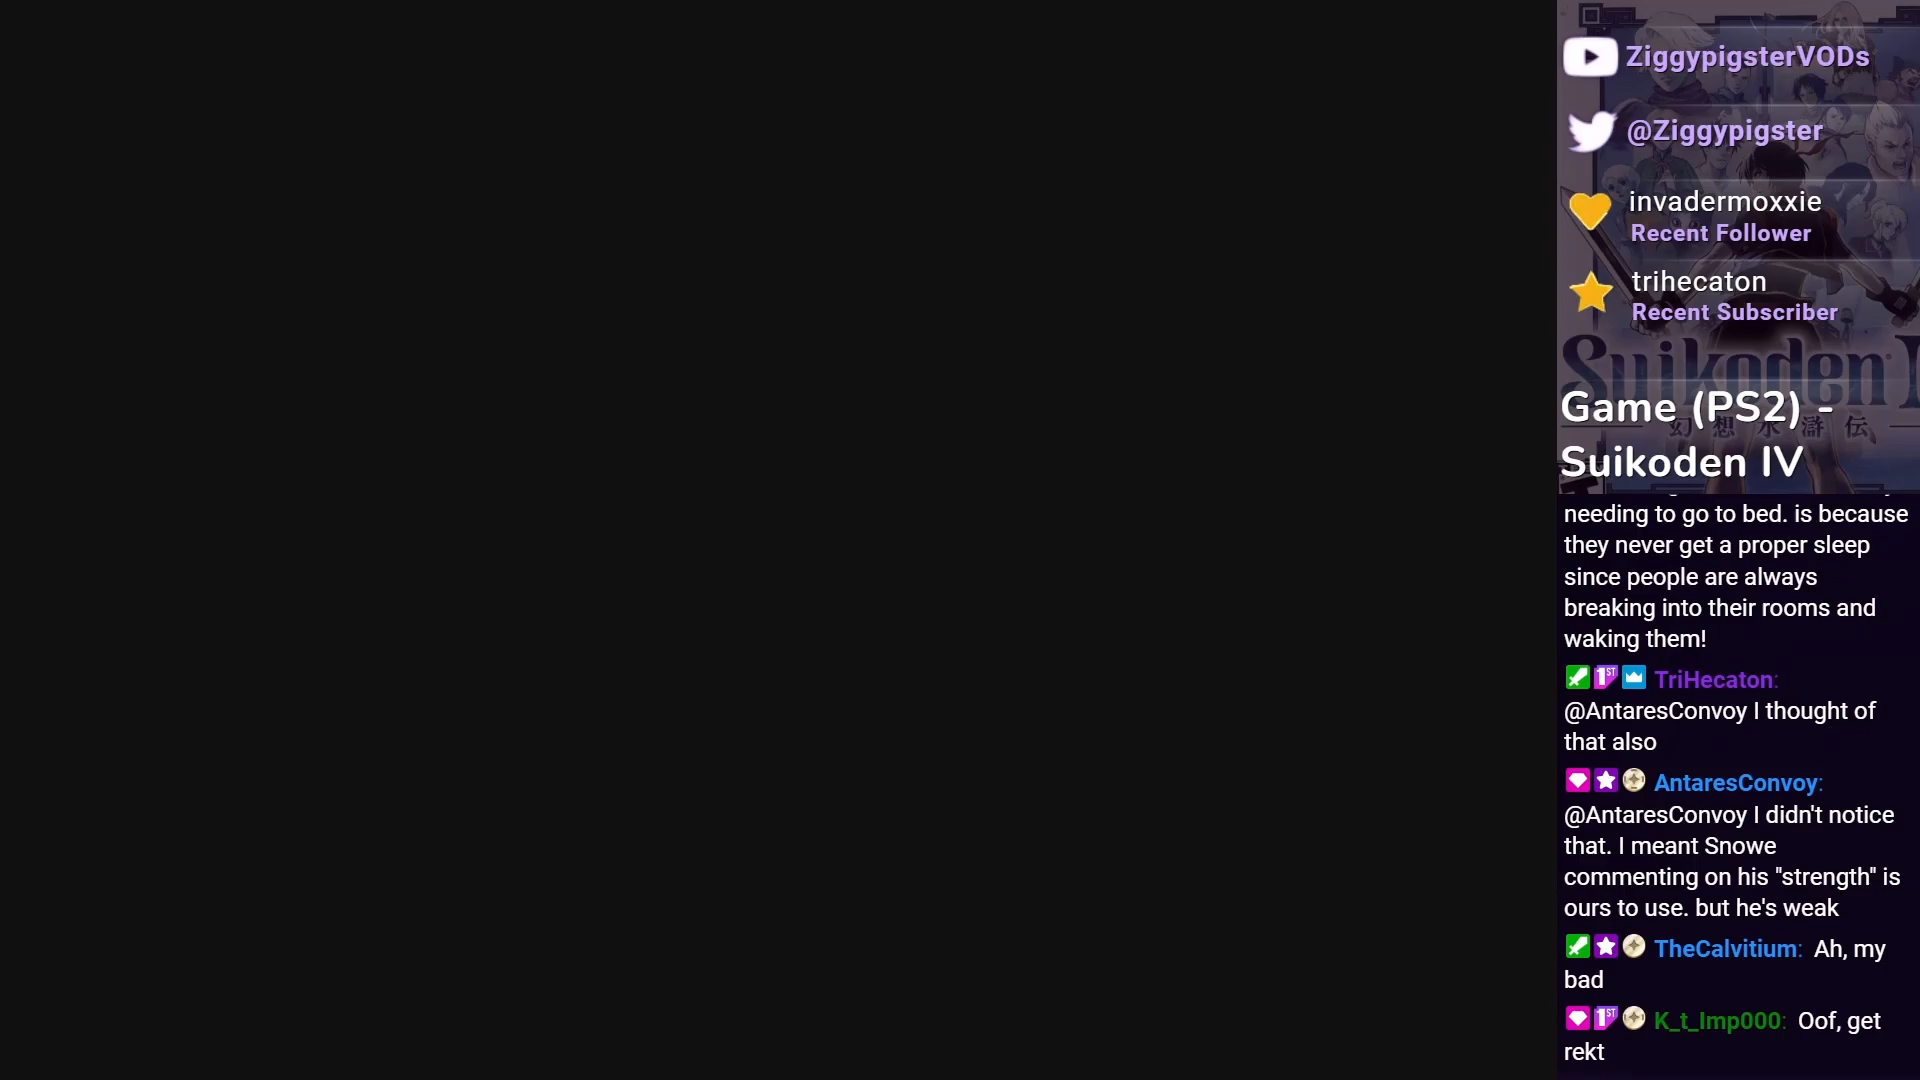 ZiggypigsterVODs
@Ziggypigster
invadermoxxie
Recent Follower
trihecaton
Recent Subscriber
Suikoden I
Game (PS2) -
幻想水滸伝
Suikoden IV
needing to go to bed. is because
they never get a proper sleep
since people are always
breaking into their rooms and
waking them!
1ST TriHecaton:
@AntaresConvoy I thought of
that also
AntaresConvoy:
@AntaresConvoy I didn't notice
that. I meant Snowe
commenting on his "strength" is
ours to use. but he's weak
TheCalvitium: Ah, my
bad
1ST K_t_Imp000: Oof, get
rekt